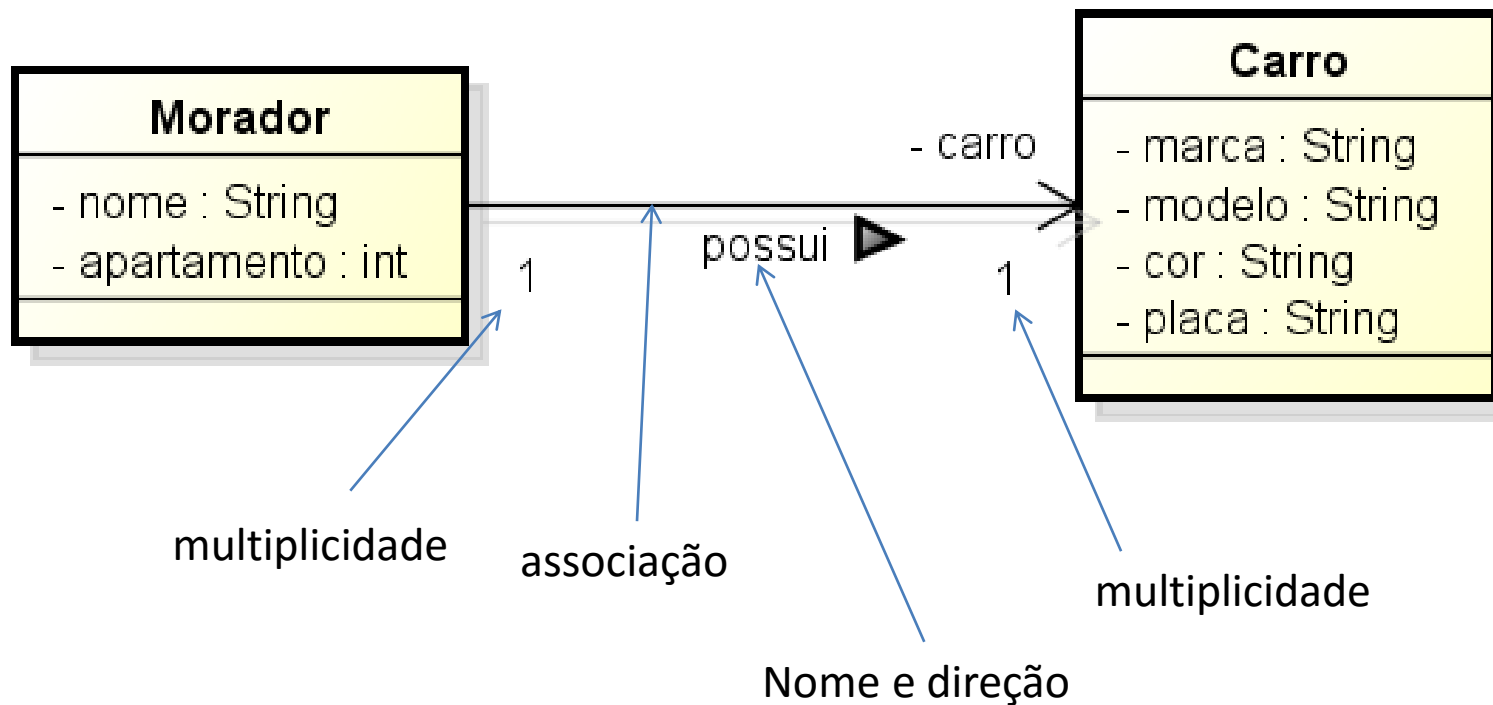 Morador
- nome : String
- apartamento : int
1
- carro
possui
1
Carro
- marca : String
- modelo : String
- cor : String
- placa : String
multiplicidade
associação
multiplicidade
Nome e direção